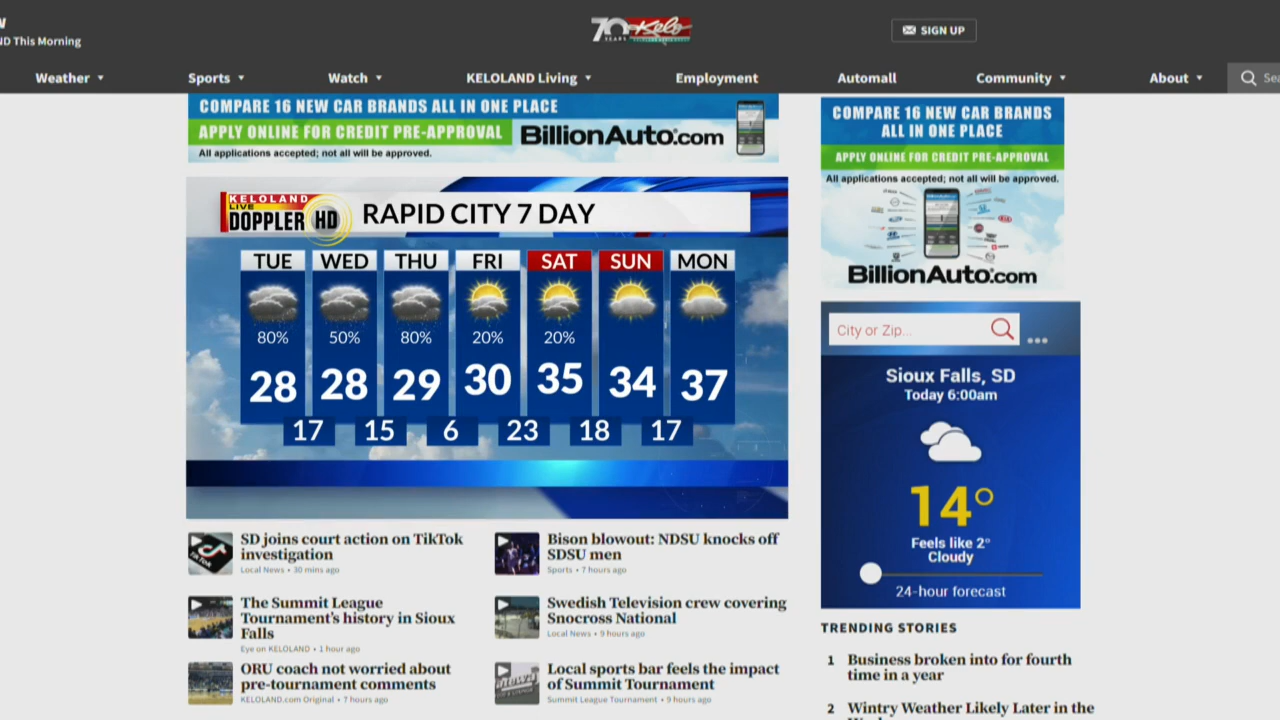 W
ND This Morning
70 YEARS Kelo
SIGN UP
Weather
Sports
Watch
KELOLAND Living
Employment
Automall
Community
About
Sea
COMPARE 16 NEW CAR BRANDS ALL IN ONE PLACE
APPLY ONLINE FOR CREDIT PRE-APPROVAL
BillionAuto.com
All applications accepted; not all will be approved.
COMPARE 16 NEW CAR BRANDS
ALL IN ONE PLACE
APPLY ONLINE FOR CREDIT PRE-APPROVAL
All applications accepted; not all will be approved.
BillionAuto.com
KELOLAND
LIVE
DOPPLER HD
RAPID CITY 7 DAY
TUE WED THU FRI SAT SUN MON
80% 50% 80% 20% 20%
28 28 29 30 35 34 37
17 15 6 23 18 17
City or Zip...
Sioux Falls, SD
Today 6:00am
14°
Feels like 2°
Cloudy
24-hour forecast
SD joins court action on TikTok
investigation
Local News • 30 mins ago
Bison blowout: NDSU knocks off
SDSU men
Sports • 7 hours ago
The Summit League
Tournament's history in Sioux
Falls
Eye on KELOLAND • 1 hour ago
Swedish Television crew covering
Snocross National
Local News • 9 hours ago
ORU coach not worried about
pre-tournament comments
KELOLAND.com Original • 7 hours ago
Local sports bar feels the impact
of Summit Tournament
Summit League Tournament • 9 hours ago
TRENDING STORIES
1 Business broken into for fourth
time in a year
2 Wintry Weather Likely Later in the